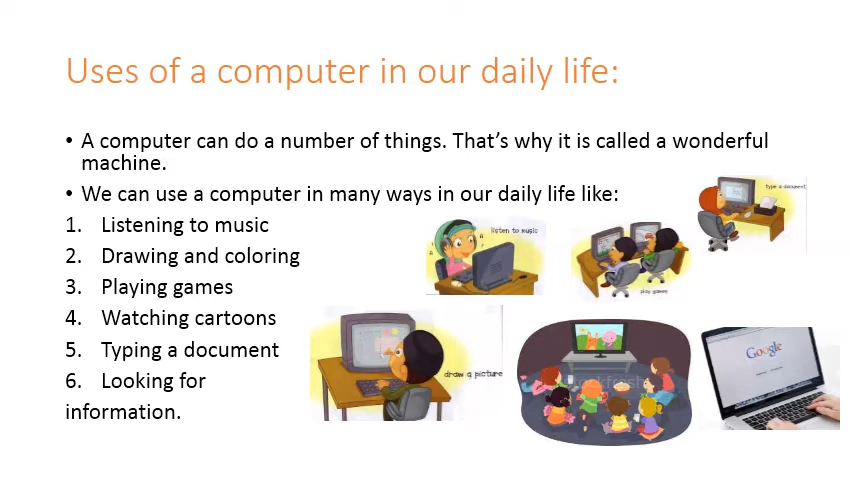 Uses of a computer in our daily life:
• A computer can do a number of things. That’s why it is called a wonderful
machine.
• We can use a computer in many ways in our daily life like:
1. Listening to music
2. Drawing and coloring
3. Playing games
4. Watching cartoons
5. Typing a document
6. Looking for
information.
type a document
listen to music
play games
draw a picture
Google